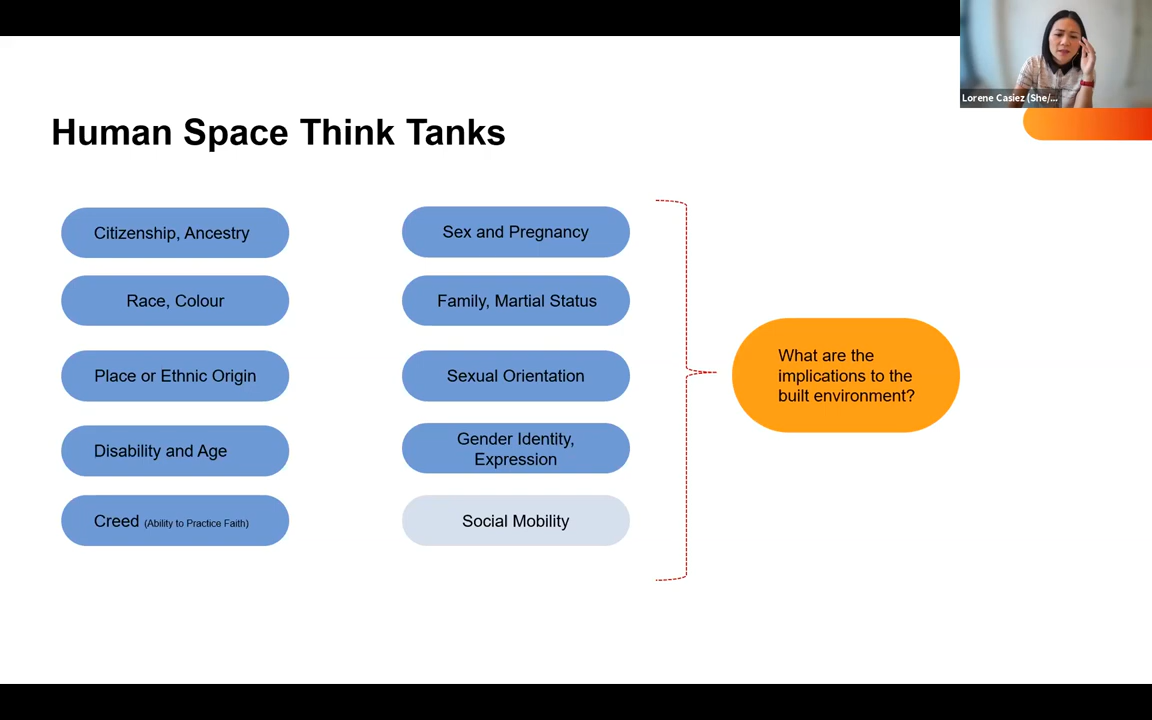 Lorene Casiez (She/...
Human Space Think Tanks
Citizenship, Ancestry
Race, Colour
Place or Ethnic Origin
Disability and Age
Creed (Ability to Practice Faith)
Sex and Pregnancy
Family, Martial Status
Sexual Orientation
Gender Identity,
Expression
Social Mobility
What are the
implications to the
built environment?